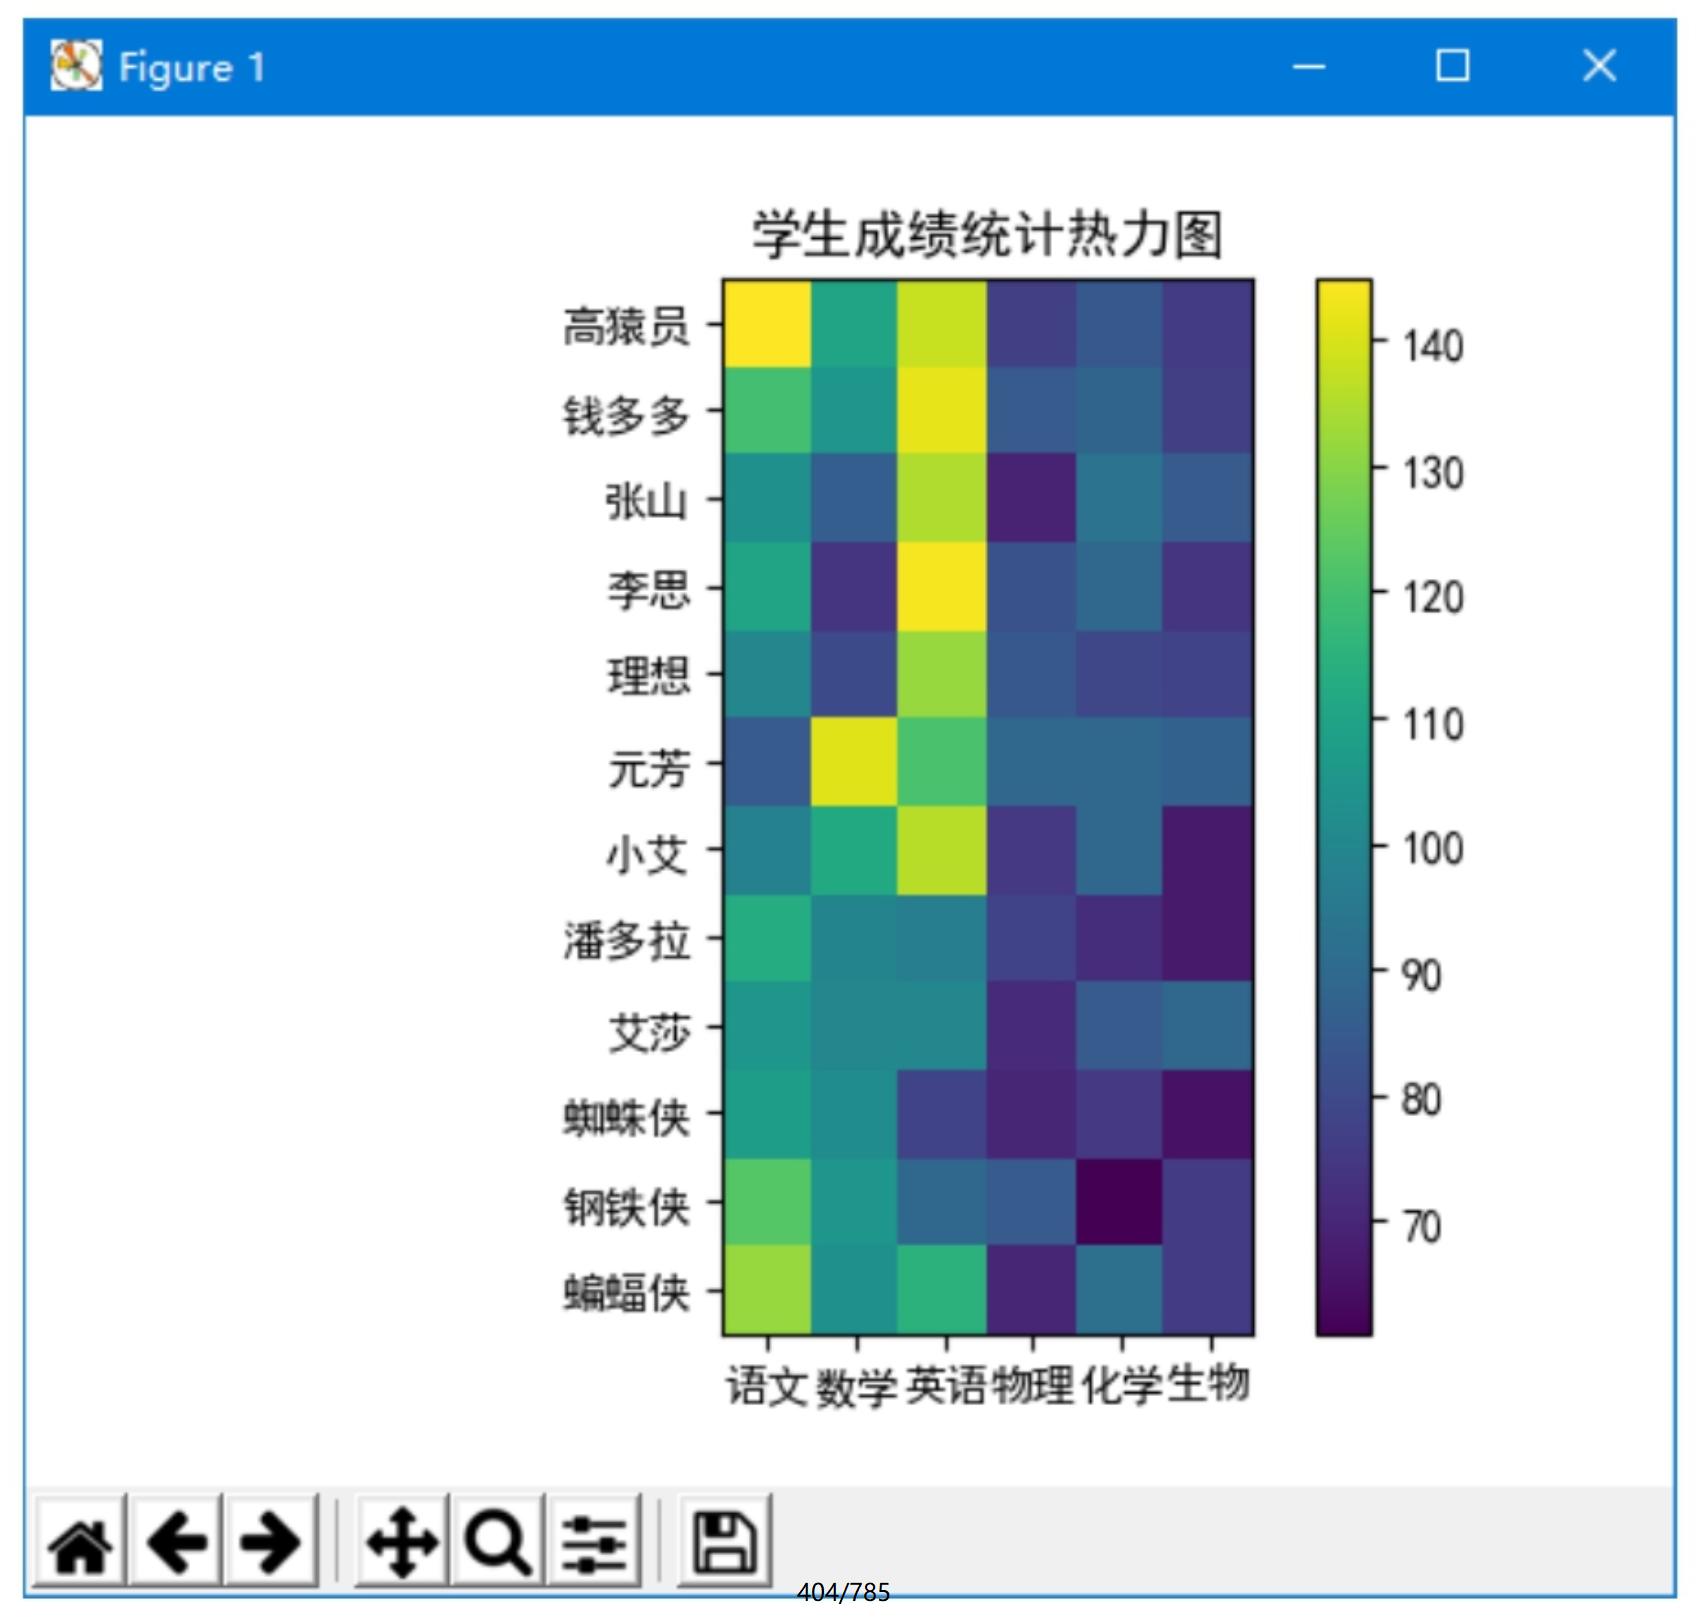 Figure 1
学生成绩统计热力图
高猿员
钱多多
张山
李思
理想
元芳
小艾
潘多拉
艾莎
蜘蛛侠
钢铁侠
蝙蝠侠
语文 数学 英语 物理 化学 生物
140
130
120
110
100
90
80
70
404/785